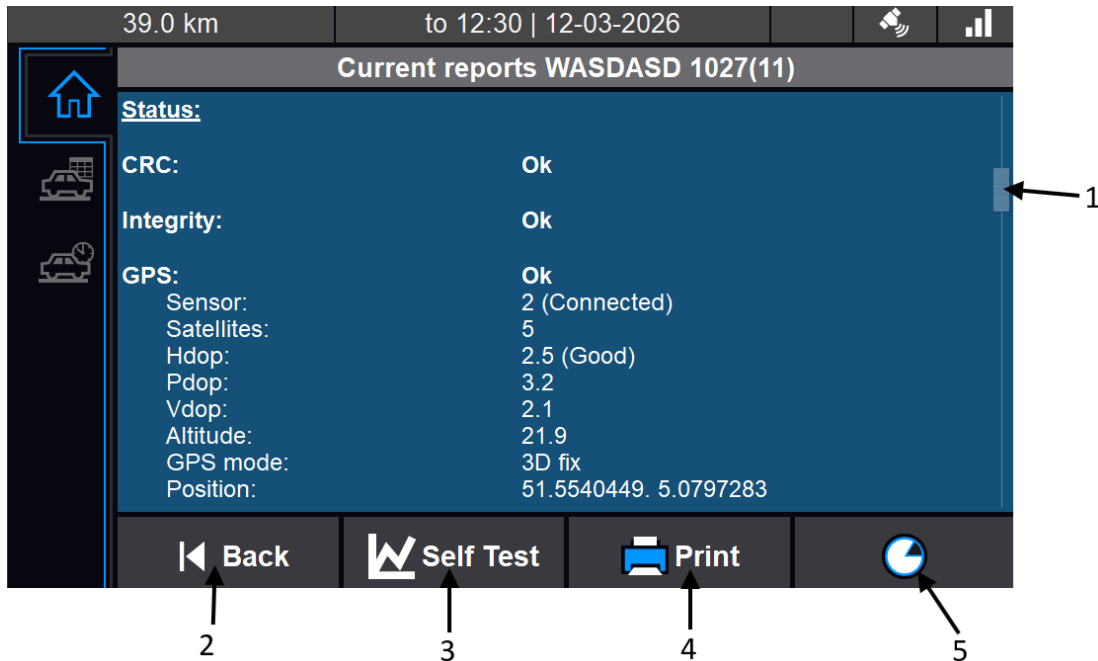 39.0 km to 12:30 | 12-03-2026
Current reports WASDASD 1027(11)
Status:
CRC: Ok
1
Integrity: Ok
GPS: Ok
Sensor: 2 (Connected)
Satellites: 5
Hdop: 2.5 (Good)
Pdop: 3.2
Vdop: 2.1
Altitude: 21.9
GPS mode: 3D fix
Position: 51.5540449. 5.0797283
Back Self Test Print
2 3 4 5